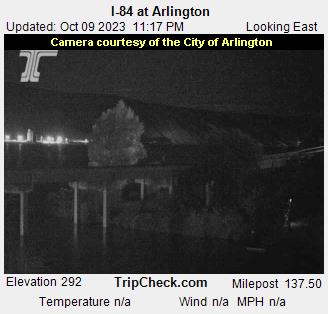 I-84 at Arlington
Updated: Oct 09 2023 11:17 PM Looking East
Camera courtesy of the City of Arlington
Elevation 292 TripCheck.com Milepost 137.50
Temperature n/a Wind n/a MPH n/a